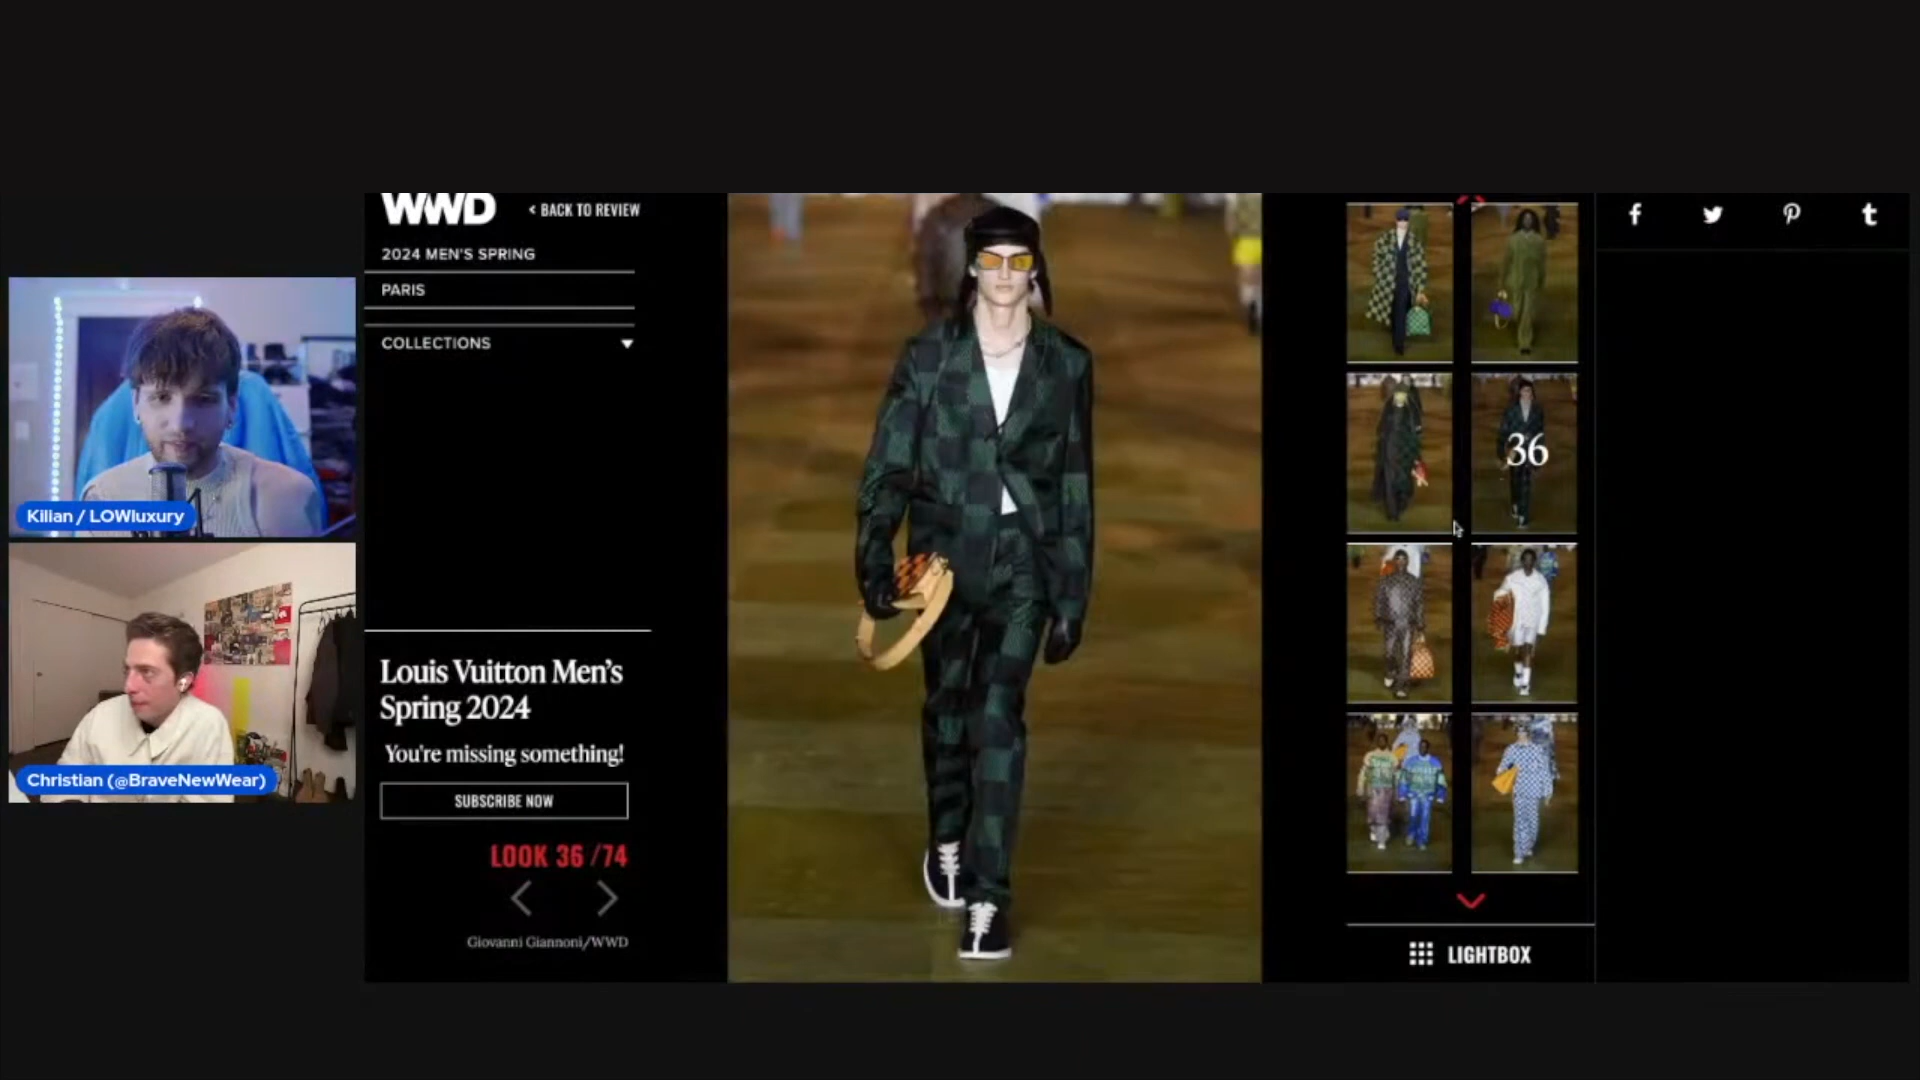 WWD
< BACK TO REVIEW
2024 MEN'S SPRING
PARIS
COLLECTIONS
Kilian / LOWluxury
Christian (@BraveNewWear)
Louis Vuitton Men's
Spring 2024
You're missing something!
SUBSCRIBE NOW
LOOK 36 /74
Giovanni Giannoni/WWD
36
LIGHTBOX